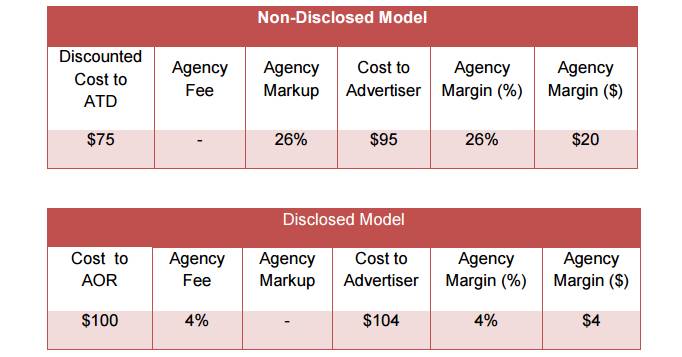 Non-Disclosed Model
Discounted Cost to ATD | Agency Fee | Agency Markup | Cost to Advertiser | Agency Margin (%) | Agency Margin ($)
$75 | - | 26% | $95 | 26% | $20
Disclosed Model
Cost to AOR | Agency Fee | Agency Markup | Cost to Advertiser | Agency Margin (%) | Agency Margin ($)
$100 | 4% | - | $104 | 4% | $4